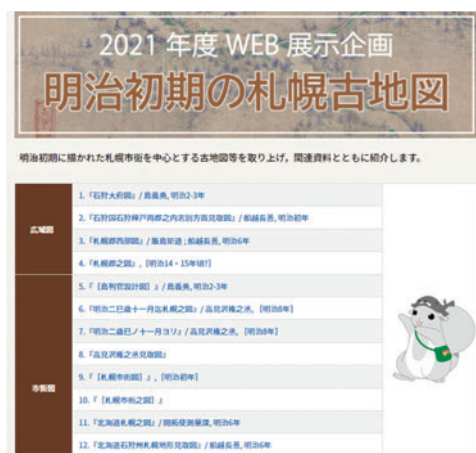 2021 年度 WEB 展示企画
明治初期の札幌古地図
明治初期に描かれた札幌市街を中心とする古地図等を取り上げ，関連資料とともに紹介します。
広域図
1.『石狩大府図』/ 島義勇, 明治2-3年
2.『石狩国石狩樺戸両郡之内志別方面見取図』/ 船越長善, 明治初年
3.『札幌郡西部図』/ 飯島矩道 ; 船越長善, 明治6年
4.『札幌郡之図』, [明治14・15年頃?]
市街図
5.『［島判官設計図］』/ 島義勇, 明治2-3年
6.『明治二巳歳十一月迄札幌之図』/ 高見沢権之丞, [明治8年]
7.『明治二歳巳ノ十一月ヨリ』/ 高見沢権之丞, [明治8年]
8.『高見沢権之丞見取図』
9.『［札幌市街図］』, [明治初年]
10.『［札幌市街之図］』
11.『北海道札幌之図』/ 開拓使測量課, 明治6年
12.『北海道石狩州札幌地形見取図』/ 船越長善, 明治6年